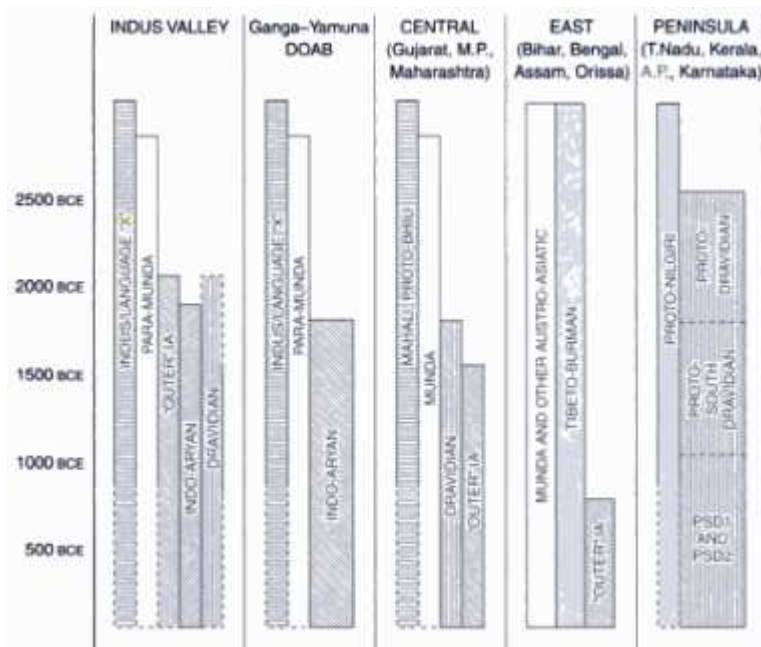 INDUS VALLEY
Ganga–Yamuna
DOAB
CENTRAL
(Gujarat, M.P.,
Maharashtra)
EAST
(Bihar, Bengal,
Assam, Orissa)
PENINSULA
(T.Nadu, Kerala,
A.P., Karnataka)
2500 BCE
2000 BCE
1500 BCE
1000 BCE
500 BCE
INDUS/LANGUAGE "X"
PARA-MUNDA
"OUTER" IA
INDO-ARYAN
DRAVIDIAN
INDUS/LANGUAGE "X"
PARA-MUNDA
INDO-ARYAN
MAHALI, PROTO-BHILI
MUNDA
DRAVIDIAN
"OUTER" IA
MUNDA AND OTHER AUSTRO-ASIATIC
TIBETO-BURMAN
"OUTER" IA
PROTO-NILGIRI
PROTO-
DRAVIDIAN
PROTO-
SOUTH
DRAVIDIAN
PSD1
AND
PSD2